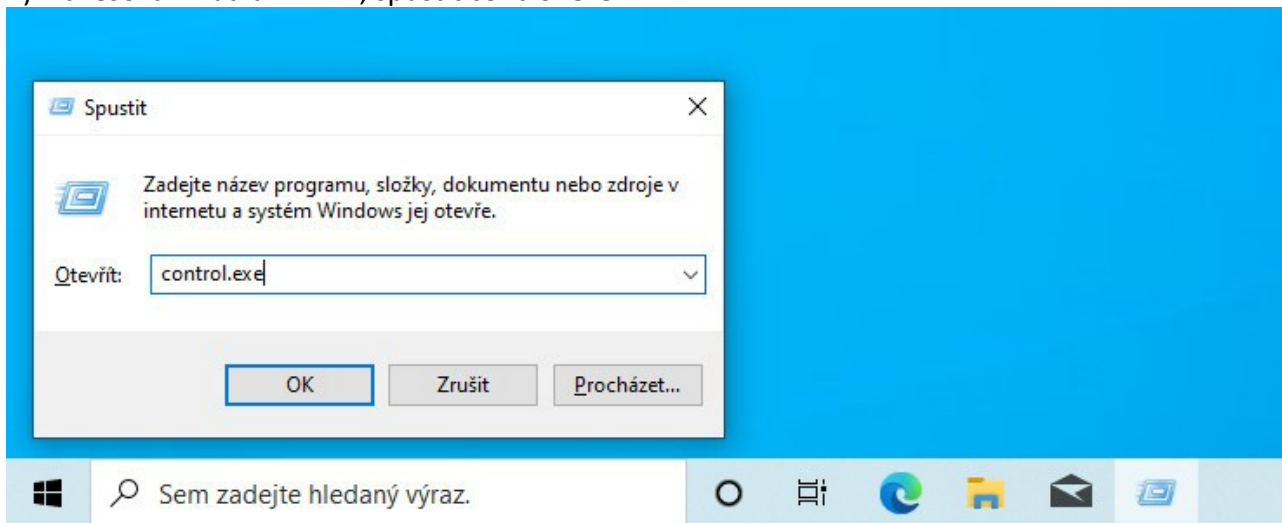 Spustit
Zadejte název programu, složky, dokumentu nebo zdroje v
internetu a systém Windows jej otevře.
Otevřít: control.exe
OK Zrušit Procházet...
Sem zadejte hledaný výraz.